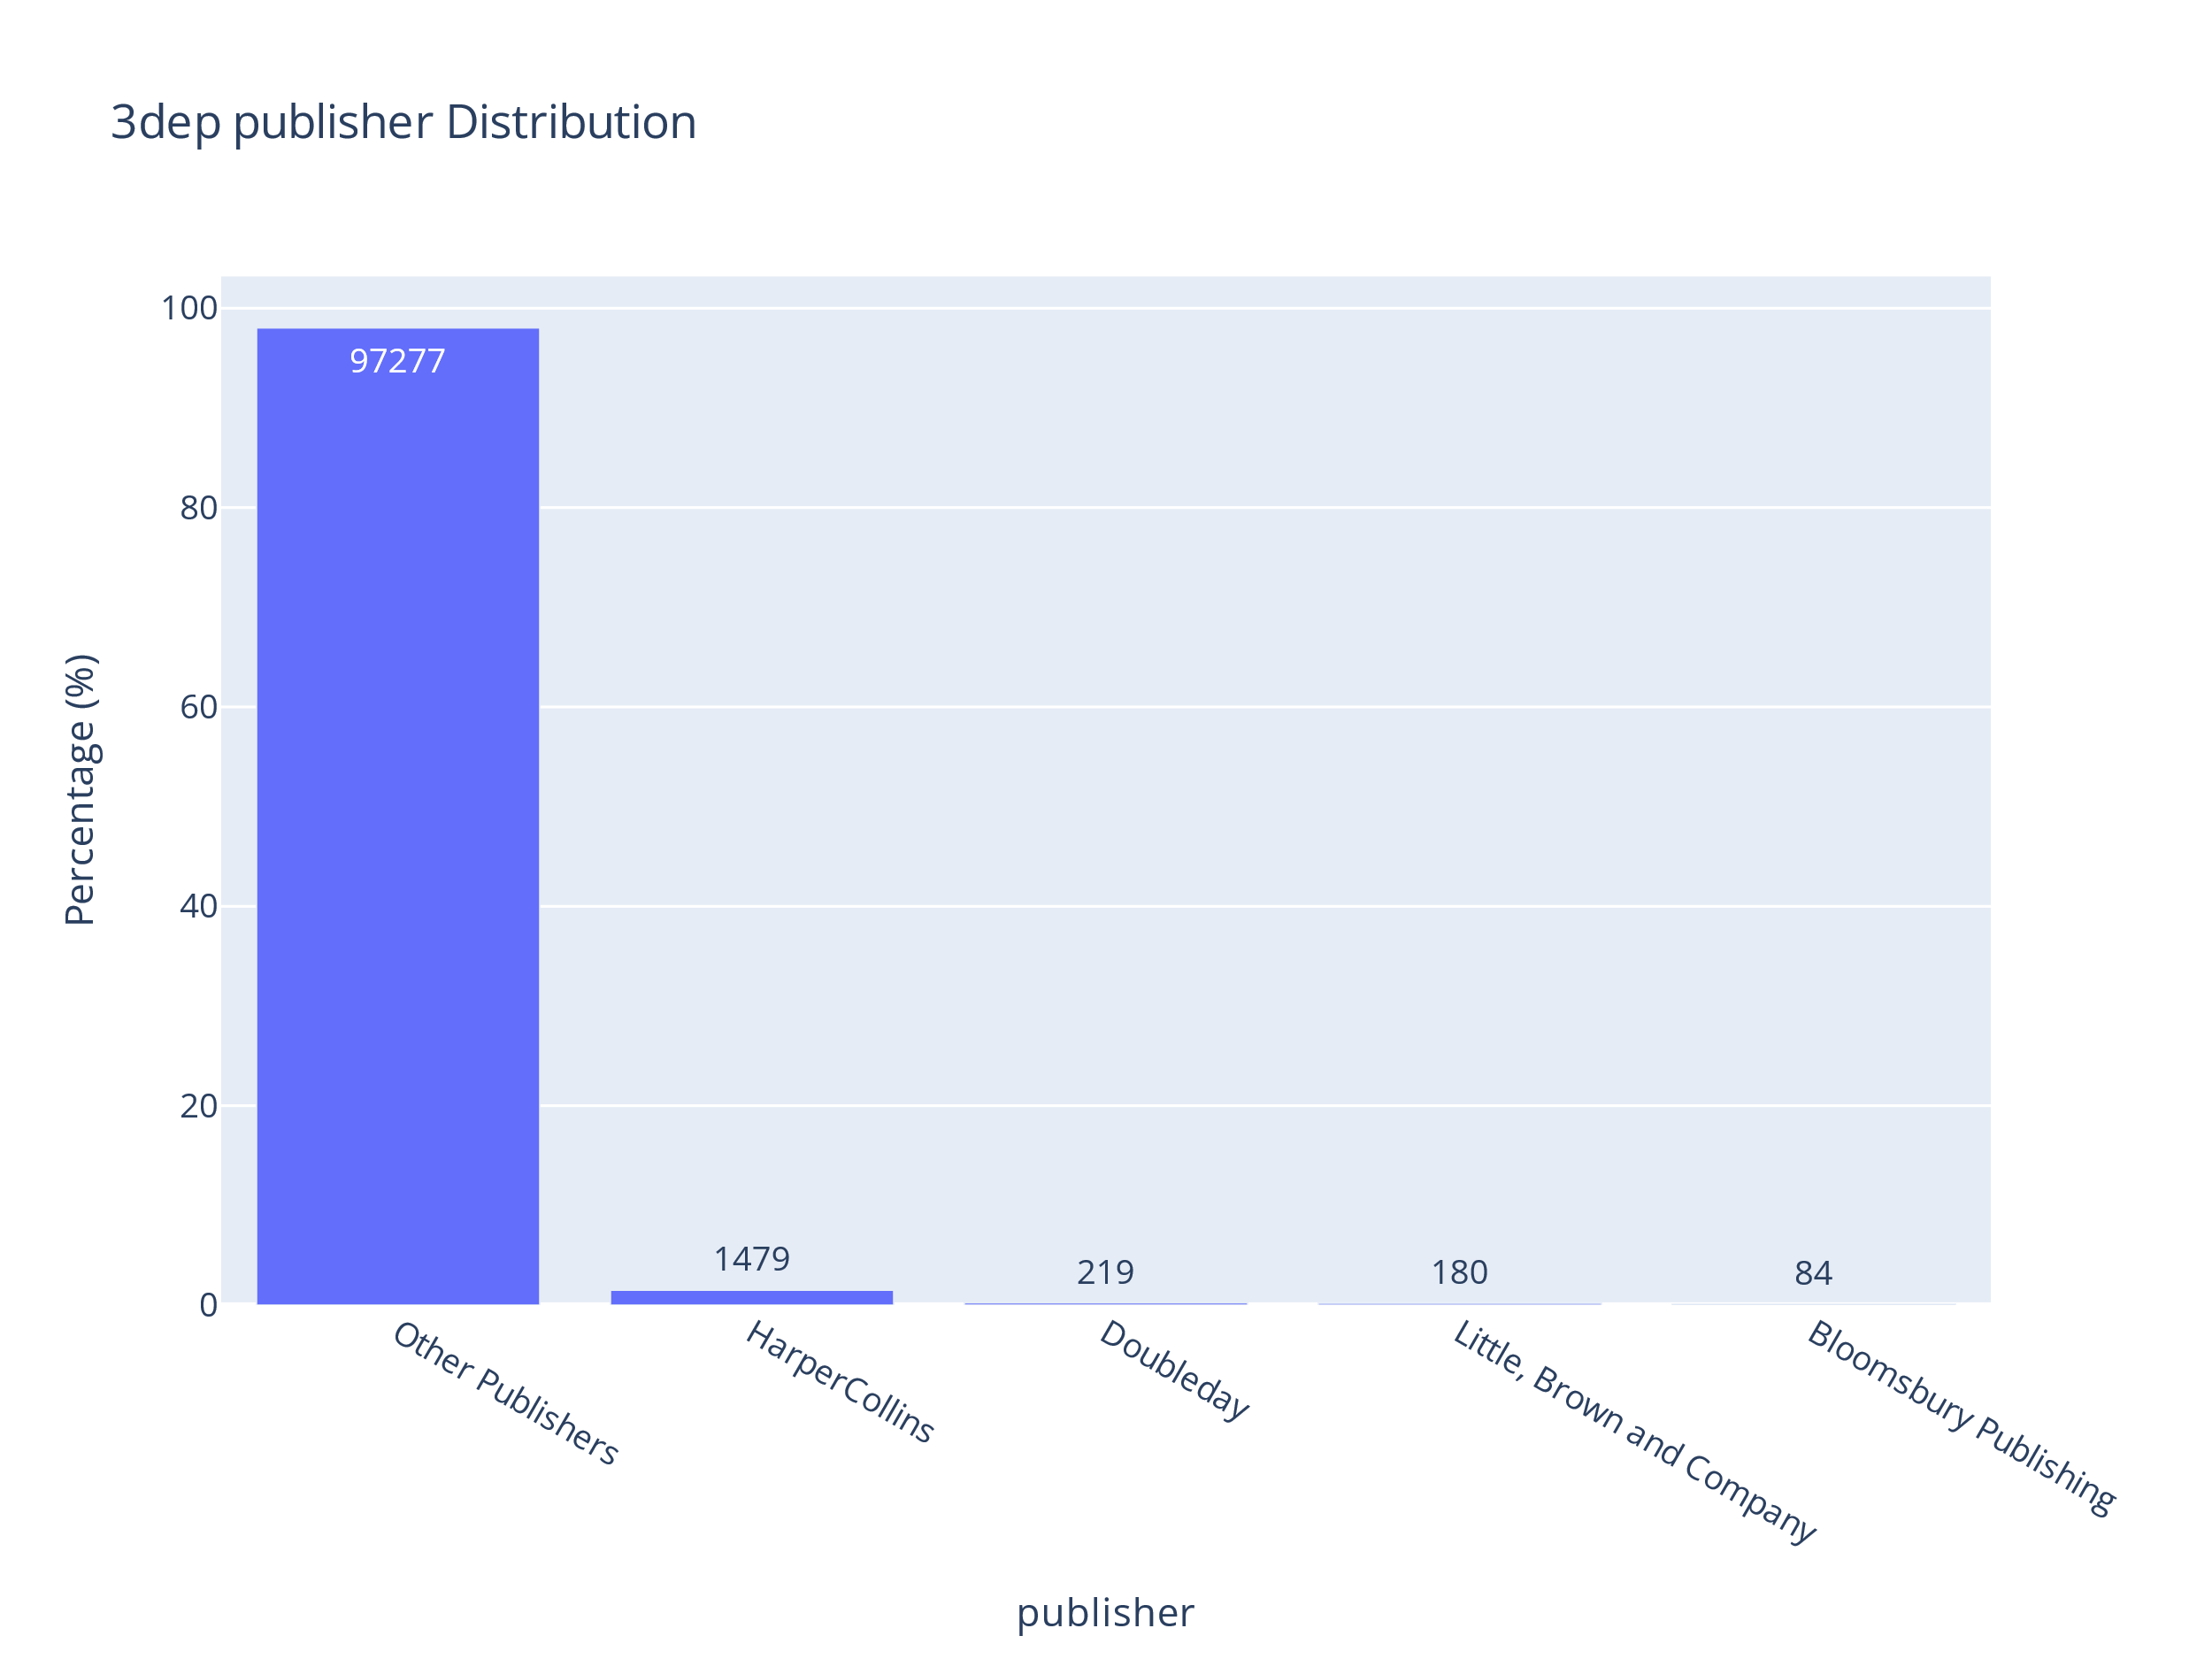 3dep publisher Distribution
100
80
60
40
20
0
Percentage (%)
97277
1479
219
180
84
Other Publishers
HarperCollins
Doubleday
Little, Brown and Company
Bloomsbury Publishing
publisher